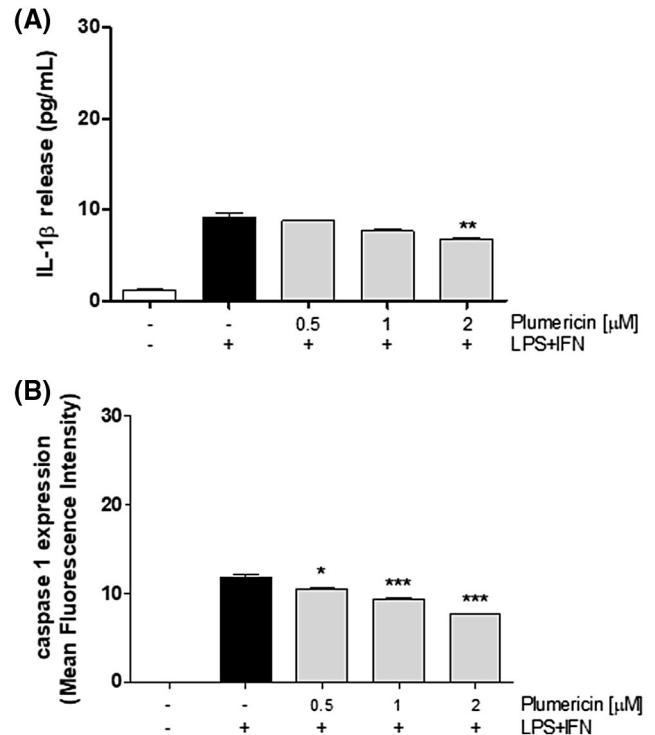 (A)
30
20
10
0
IL-1β release (pg/mL)
**
- - 0.5 1 2 Plumericin [μM]
- + + + + LPS+IFN
(B)
30
20
10
0
caspase 1 expression
(Mean Fluorescence Intensity)
* *** ***
- - 0.5 1 2 Plumericin [μM]
- + + + + LPS+IFN